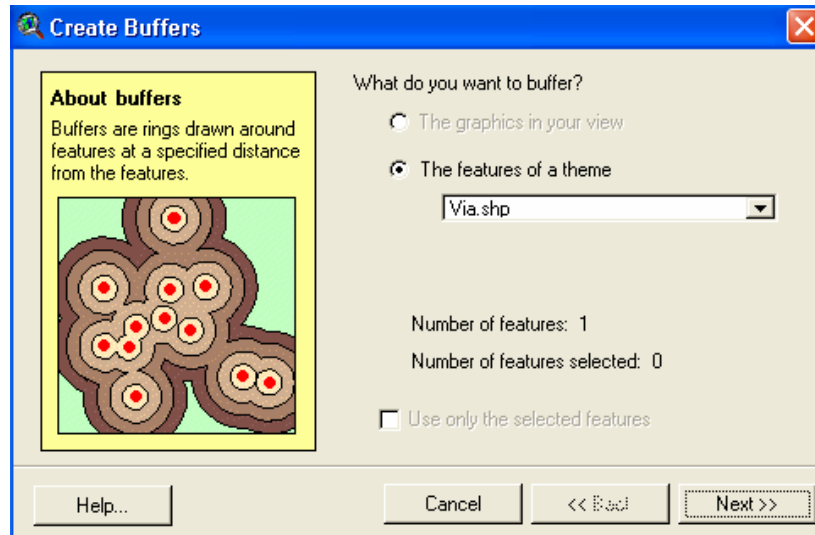 Create Buffers
About buffers
Buffers are rings drawn around
features at a specified distance
from the features.
What do you want to buffer?
The graphics in your view
The features of a theme
Via.shp
Number of features: 1
Number of features selected: 0
Use only the selected features
Help...
Cancel
<< Back
Next >>